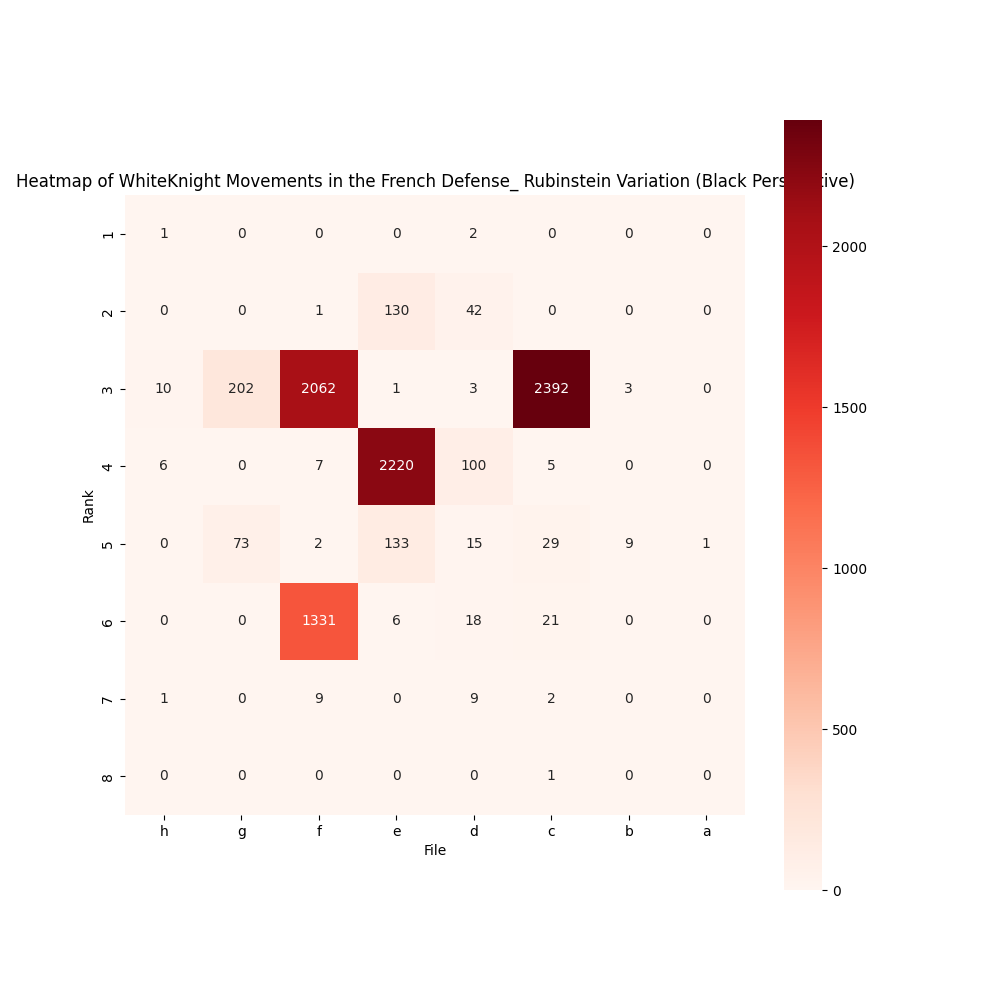 Heatmap of WhiteKnight Movements in the French Defense_ Rubinstein Variation (Black Perspective)
1 1 0 0 0 2 0 0 0
2 0 0 1 130 42 0 0 0
3 10 202 2062 1 3 2392 3 0
4 6 0 7 2220 100 5 0 0
5 0 73 2 133 15 29 9 1
6 0 0 1331 6 18 21 0 0
7 1 0 9 0 9 2 0 0
8 0 0 0 0 0 1 0 0
h g f e d c b a
File
Rank
2000
1500
1000
500
0